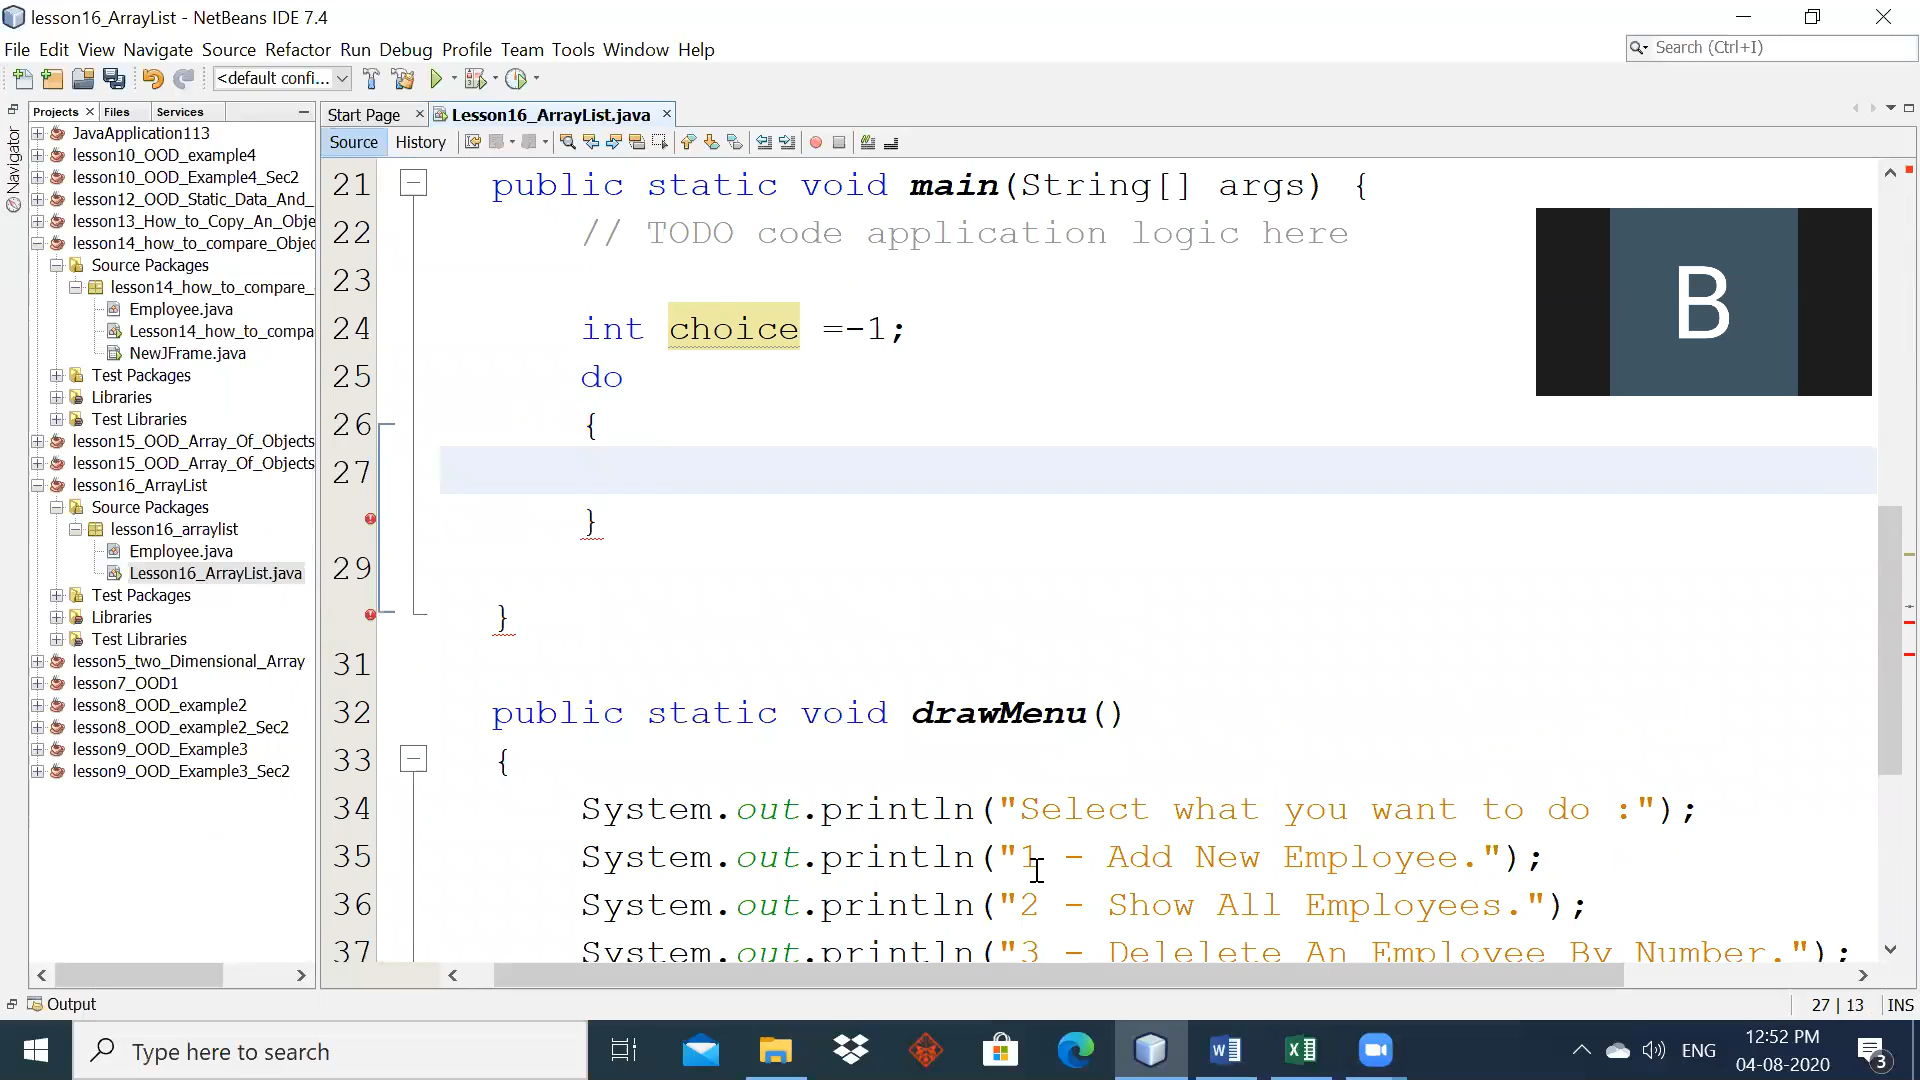 lesson16_ArrayList - NetBeans IDE 7.4
File Edit View Navigate Source Refactor Run Debug Profile Team Tools Window Help
Search (Ctrl+I)
<default confi...
Projects Files Services
Start Page Lesson16_ArrayList.java
Source History
Navigator
JavaApplication113
lesson10_OOD_example4
lesson10_OOD_Example4_Sec2
lesson12_OOD_Static_Data_And_
lesson13_How_to_Copy_An_Obje
lesson14_how_to_compare_Objec
Source Packages
lesson14_how_to_compare_
Employee.java
Lesson14_how_to_compa
NewJFrame.java
Test Packages
Libraries
Test Libraries
lesson15_OOD_Array_Of_Objects
lesson15_OOD_Array_Of_Objects
lesson16_ArrayList
Source Packages
lesson16_arraylist
Employee.java
Lesson16_ArrayList.java
Test Packages
Libraries
Test Libraries
lesson5_two_Dimensional_Array
lesson7_OOD1
lesson8_OOD_example2
lesson8_OOD_example2_Sec2
lesson9_OOD_Example3
lesson9_OOD_Example3_Sec2
21 public static void main(String[] args) {
22 // TODO code application logic here
23
24 int choice =-1;
25 do
26 {
27
}
29
}
31
32 public static void drawMenu()
33 {
34 System.out.println("Select what you want to do :");
35 System.out.println("1 - Add New Employee.");
36 System.out.println("2 - Show All Employees.");
37 System.out.println("3 - Delelete An Employee By Number.");
B
Output
27 | 13 INS
Type here to search
ENG
12:52 PM
04-08-2020
3